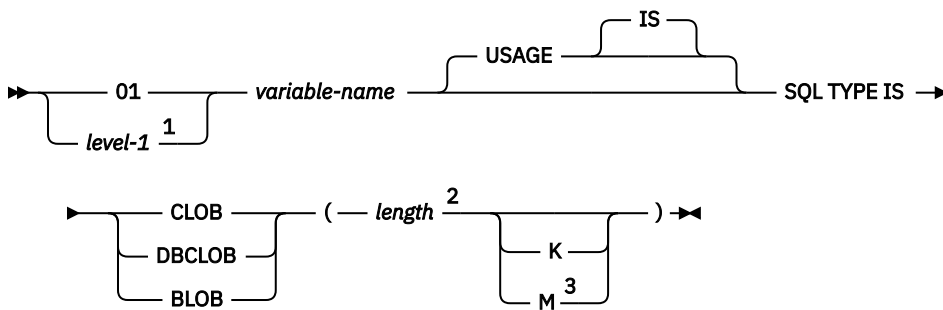 IS
USAGE
01 variable-name SQL TYPE IS
level-1 1
CLOB ( length 2 )
DBCLOB K
BLOB M 3